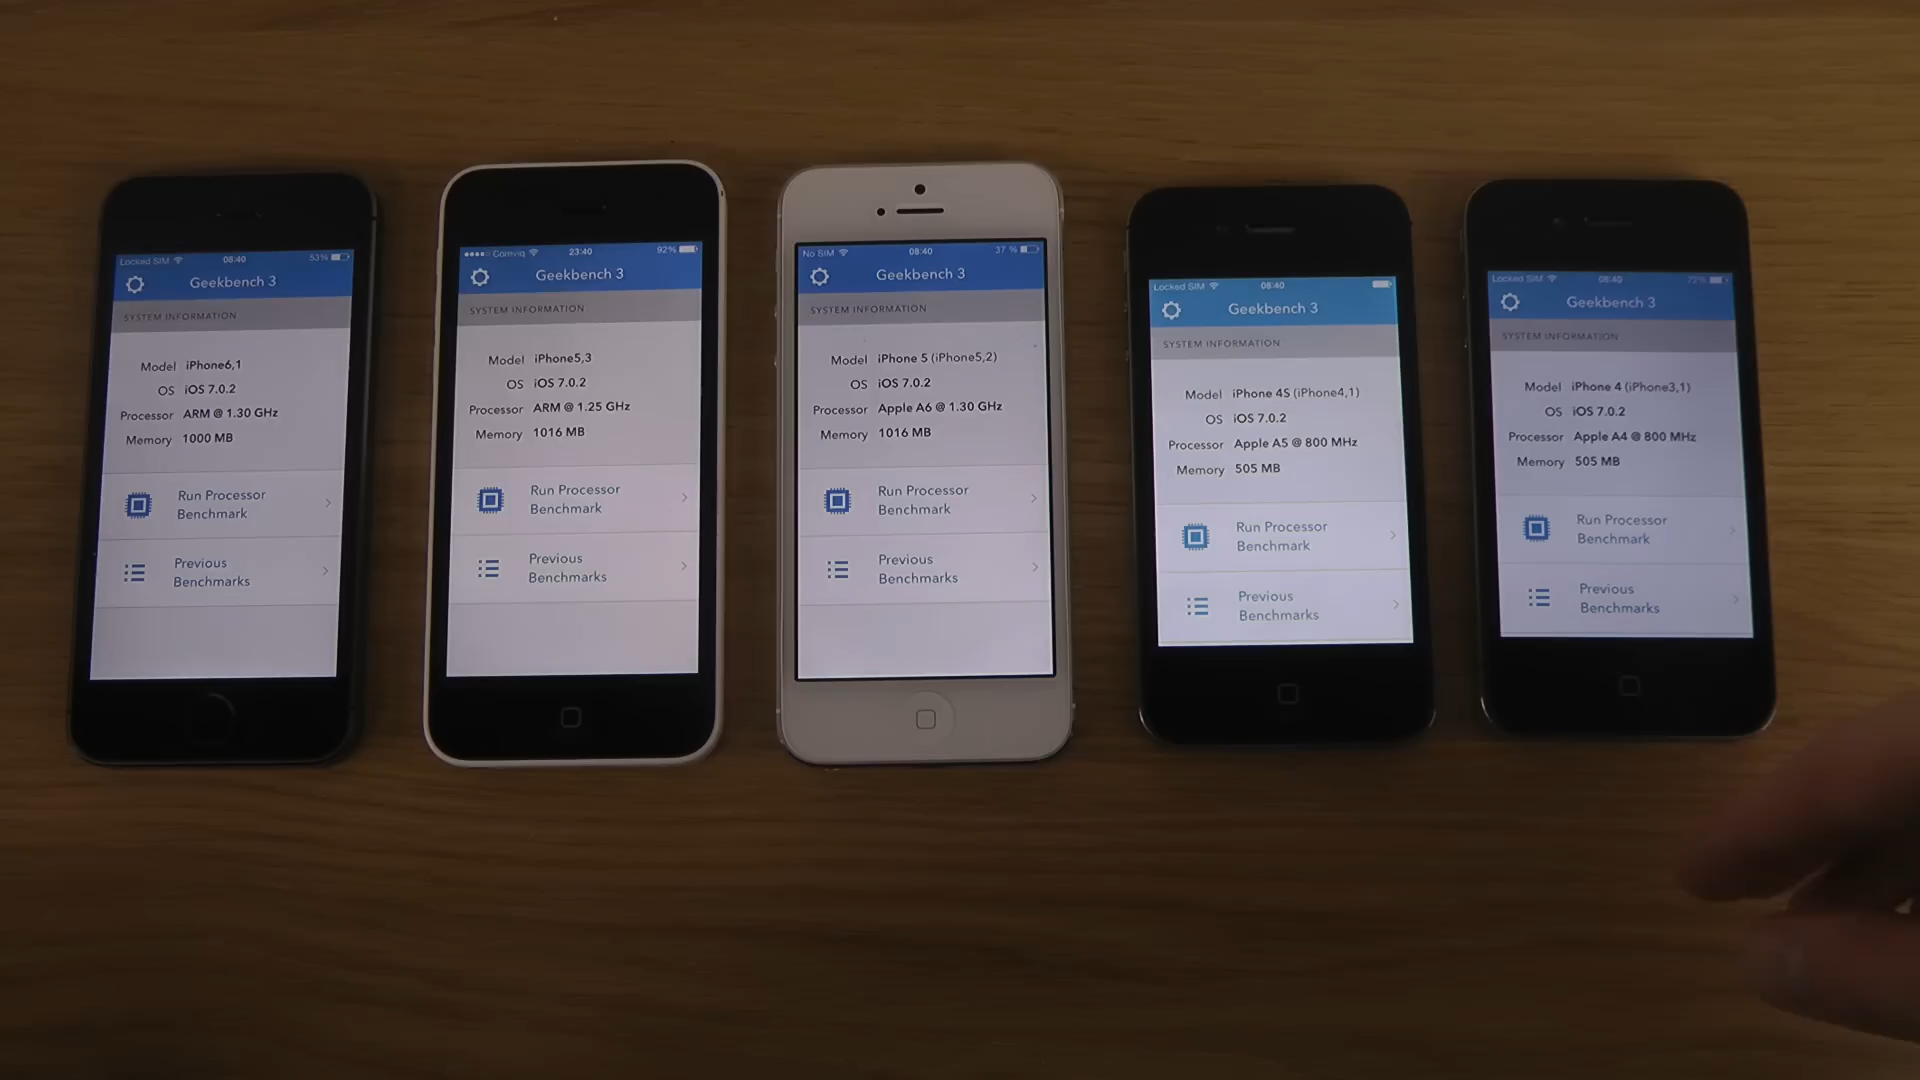 Locked SIM 08:40 53%
Geekbench 3
SYSTEM INFORMATION
Model iPhone6,1
OS iOS 7.0.2
Processor ARM @ 1.30 GHz
Memory 1000 MB
Run Processor
Benchmark
Previous
Benchmarks
Comviq 23:40 92%
Geekbench 3
SYSTEM INFORMATION
Model iPhone5,3
OS iOS 7.0.2
Processor ARM @ 1.25 GHz
Memory 1016 MB
Run Processor
Benchmark
Previous
Benchmarks
No SIM 08:40 37 %
Geekbench 3
SYSTEM INFORMATION
Model iPhone 5 (iPhone5,2)
OS iOS 7.0.2
Processor Apple A6 @ 1.30 GHz
Memory 1016 MB
Run Processor
Benchmark
Previous
Benchmarks
Locked SIM 08:40
Geekbench 3
SYSTEM INFORMATION
Model iPhone 4S (iPhone4,1)
OS iOS 7.0.2
Processor Apple A5 @ 800 MHz
Memory 505 MB
Run Processor
Benchmark
Previous
Benchmarks
Locked SIM 08:40 72%
Geekbench 3
SYSTEM INFORMATION
Model iPhone 4 (iPhone3,1)
OS iOS 7.0.2
Processor Apple A4 @ 800 MHz
Memory 505 MB
Run Processor
Benchmark
Previous
Benchmarks